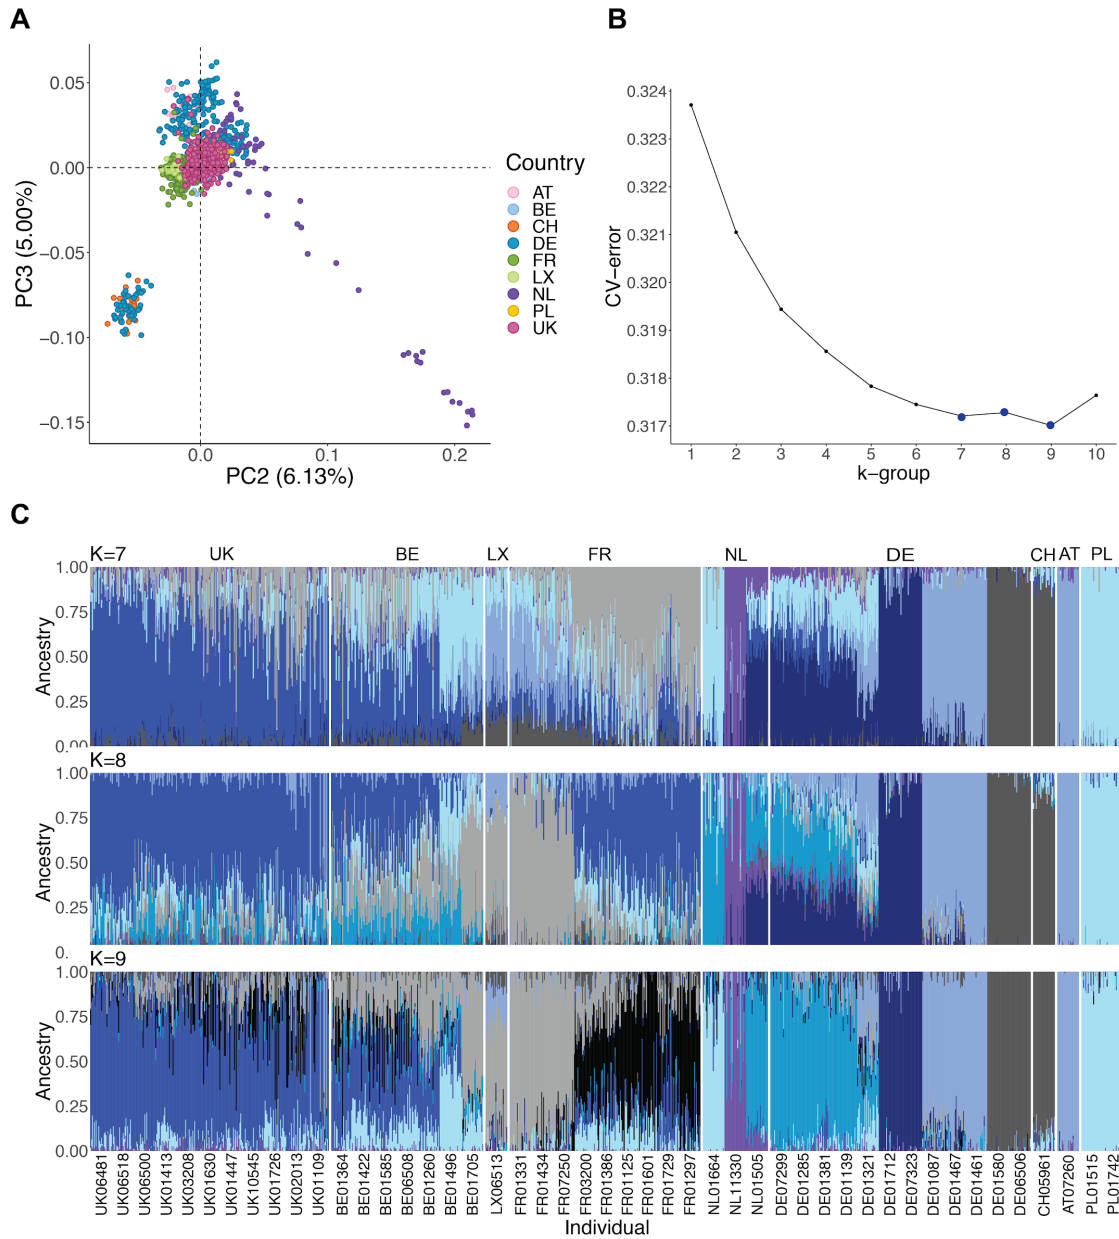 A
B
0.05
0.00
−0.05
−0.10
−0.15
PC3 (5.00%)
0.0
0.1
0.2
PC2 (6.13%)
Country
AT
BE
CH
DE
FR
LX
NL
PL
UK
0.324
0.323
0.322
0.321
0.320
0.319
0.318
0.317
CV−error
1 2 3 4 5 6 7 8 9 10
k−group
C
K=7 UK BE LX FR NL DE CH AT PL
1.00
0.75
0.50
0.25
0.00
Ancestry
K=8
1.00
0.75
0.50
0.25
0.
Ancestry
K=9
1.00
0.75
0.50
0.25
0.00
Ancestry
UK06481
UK06518
UK06500
UK01413
UK03208
UK01630
UK01447
UK10545
UK01726
UK02013
UK01109
BE01364
BE01422
BE01585
BE06508
BE01260
BE01496
BE01705
LX06513
FR01331
FR01434
FR07250
FR03200
FR01386
FR01125
FR01601
FR01729
FR01297
NL01664
NL11330
NL01505
DE07299
DE01285
DE01381
DE01139
DE01321
DE01712
DE07323
DE01087
DE01467
DE01461
DE01580
DE06506
CH05961
AT07260
PL01515
PL01742
Individual